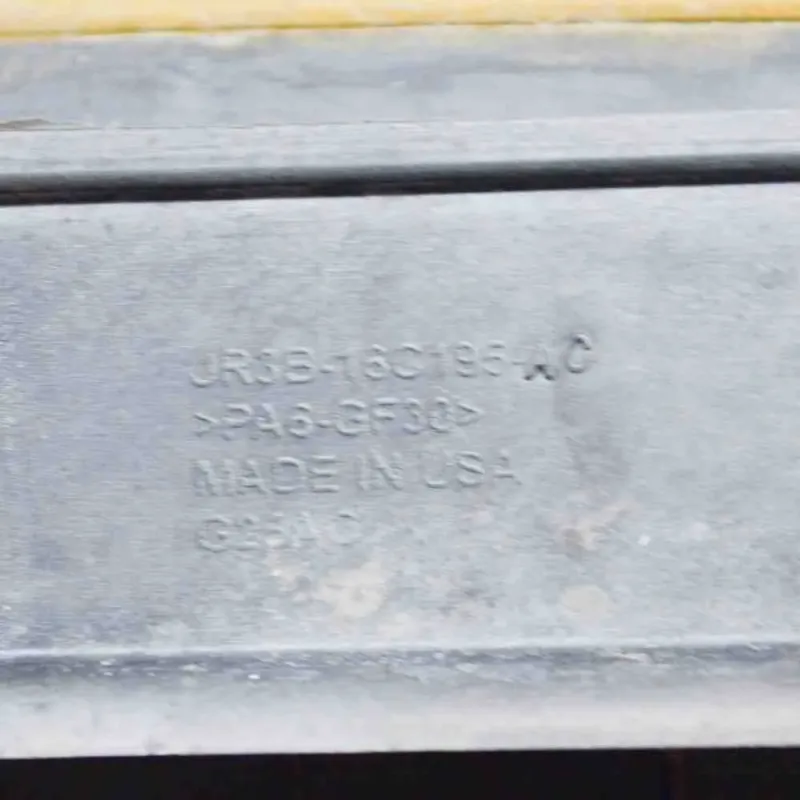 JR3B-16C195-AC
>PA6-GF30>
MADE IN USA